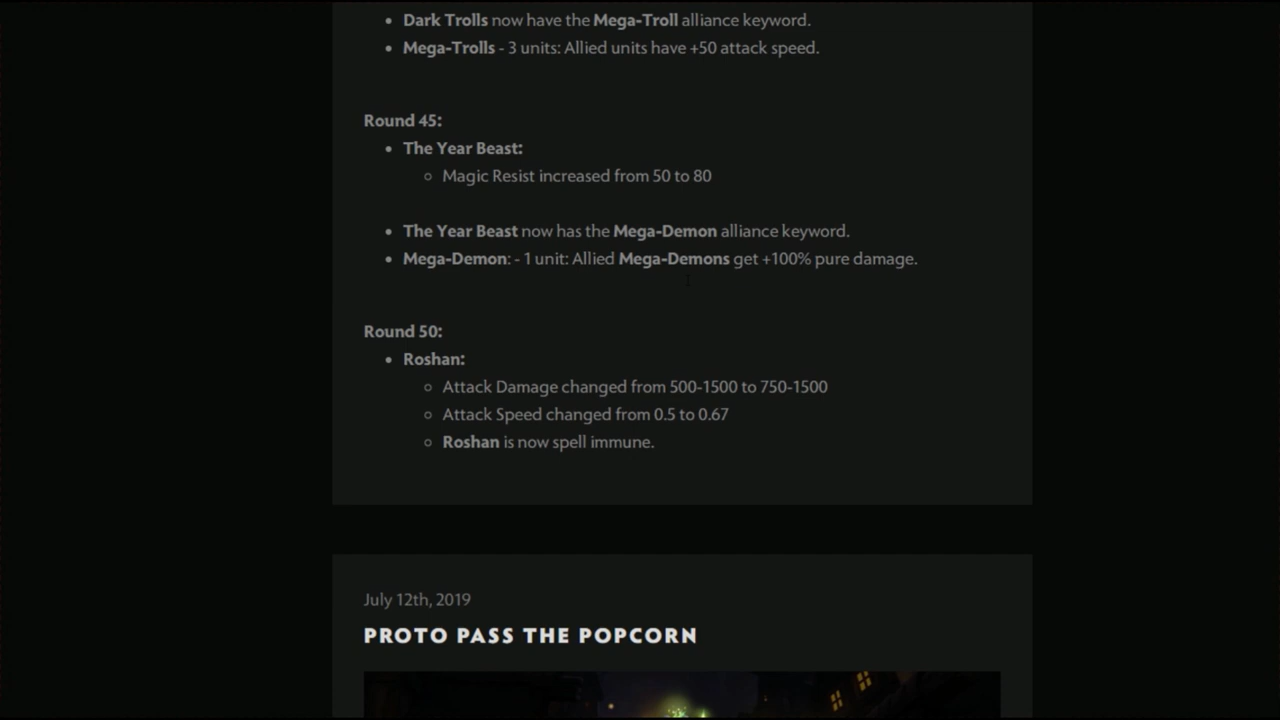 Dark Trolls now have the Mega-Troll alliance keyword.
Mega-Trolls - 3 units: Allied units have +50 attack speed.
Round 45:
The Year Beast:
Magic Resist increased from 50 to 80
The Year Beast now has the Mega-Demon alliance keyword.
Mega-Demon: - 1 unit: Allied Mega-Demons get +100% pure damage.
Round 50:
Roshan:
Attack Damage changed from 500-1500 to 750-1500
Attack Speed changed from 0.5 to 0.67
Roshan is now spell immune.
July 12th, 2019
PROTO PASS THE POPCORN